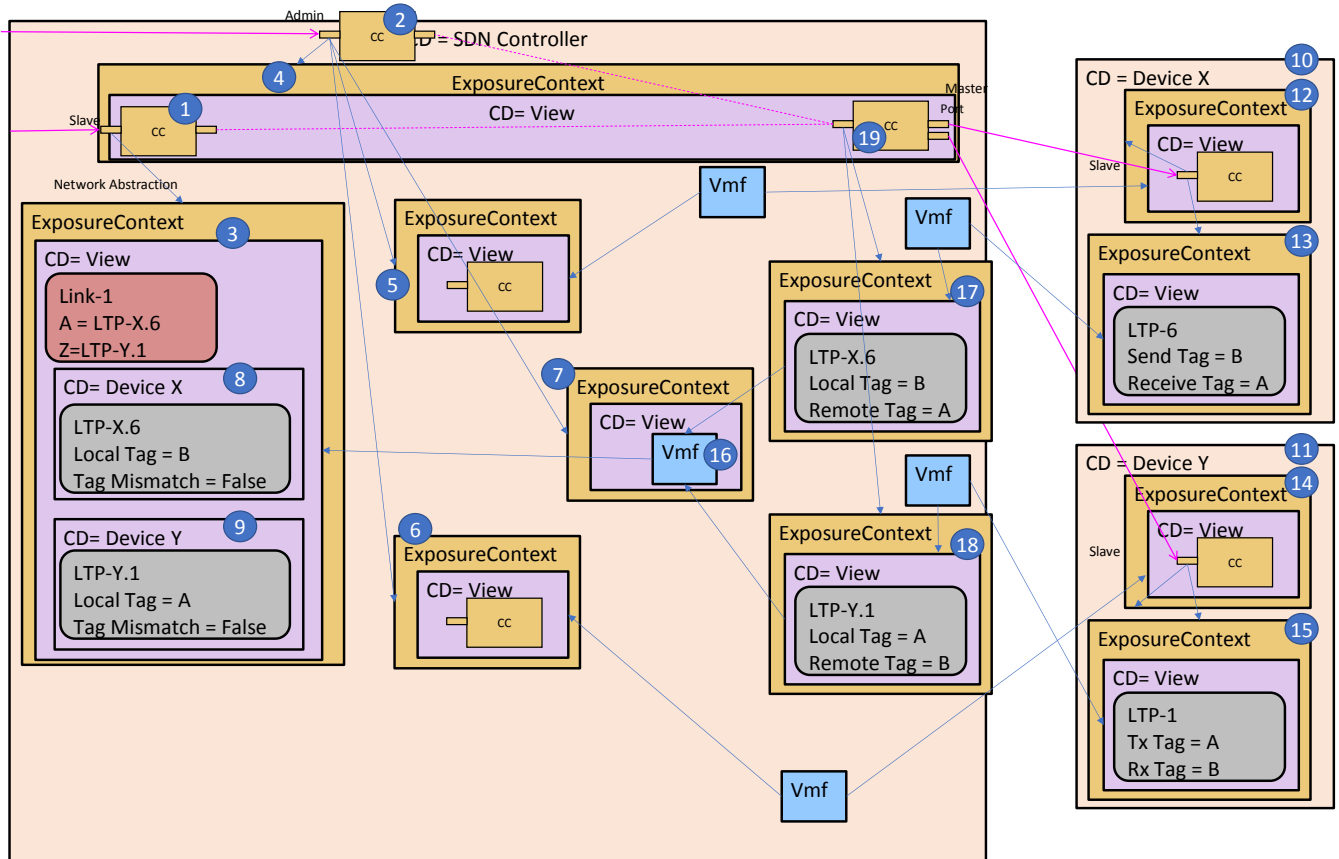 Admin
2
CC
CD = SDN Controller
4
ExposureContext
Master
Port
CD= View
Slave
1
CC
CC
19
Network Abstraction
ExposureContext
3
CD= View
Link-1
A = LTP-X.6
Z=LTP-Y.1
8
CD= Device X
LTP-X.6
Local Tag = B
Tag Mismatch = False
9
CD= Device Y
LTP-Y.1
Local Tag = A
Tag Mismatch = False
ExposureContext
CD= View
CC
5
6
ExposureContext
CD= View
CC
7
ExposureContext
CD= View
Vmf
16
Vmf
Vmf
ExposureContext
17
CD= View
LTP-X.6
Local Tag = B
Remote Tag = A
Vmf
ExposureContext
18
CD= View
LTP-Y.1
Local Tag = A
Remote Tag = B
Vmf
10
CD = Device X
12
ExposureContext
CD= View
Slave
CC
13
ExposureContext
CD= View
LTP-6
Send Tag = B
Receive Tag = A
11
CD = Device Y
14
ExposureContext
CD= View
Slave
CC
15
ExposureContext
CD= View
LTP-1
Tx Tag = A
Rx Tag = B